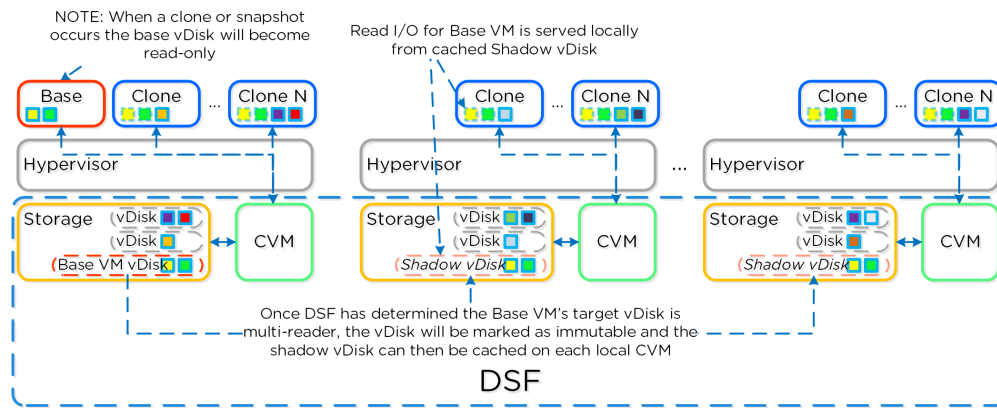 NOTE: When a clone or snapshot
occurs the base vDisk will become
read-only
Read I/O for Base VM is served locally
from cached Shadow vDisk
Base
Clone
...
Clone N
Clone
...
Clone N
Clone
...
Clone N
Hypervisor
Hypervisor
...
Hypervisor
Storage
vDisk
vDisk
Base VM vDisk
CVM
Storage
vDisk
vDisk
Shadow vDisk
CVM
Storage
vDisk
vDisk
Shadow vDisk
CVM
Once DSF has determined the Base VM's target vDisk is
multi-reader, the vDisk will be marked as immutable and the
shadow vDisk can then be cached on each local CVM
DSF